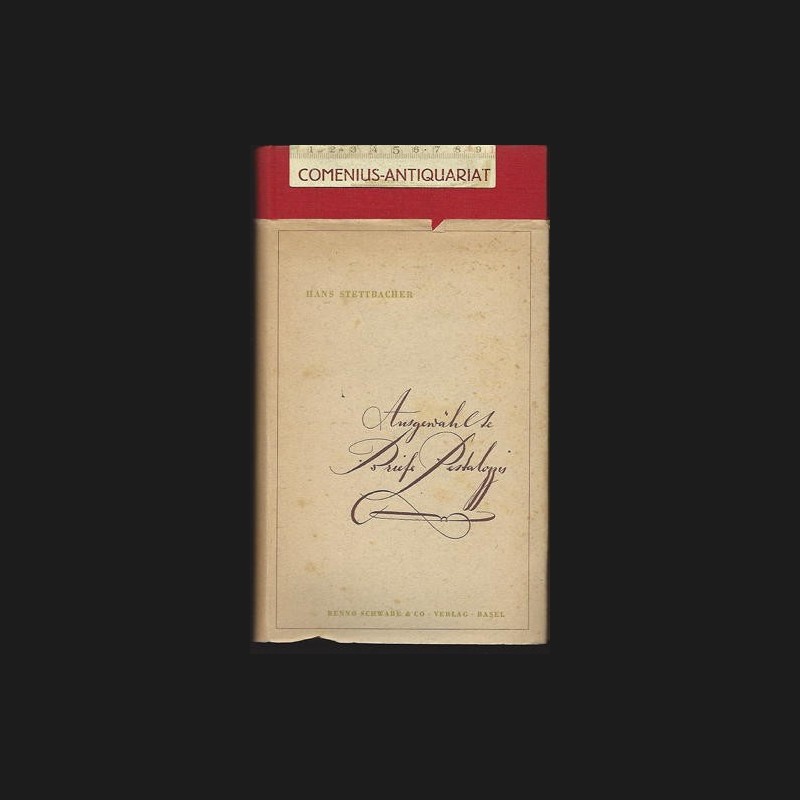 1 2 3 4 5 6 7 8 9
COMENIUS-ANTIQUARIAT
HANS STETTBACHER
Ausgewählte
Briefe Pestalozzis
BENNO SCHWABE & CO · VERLAG · BASEL